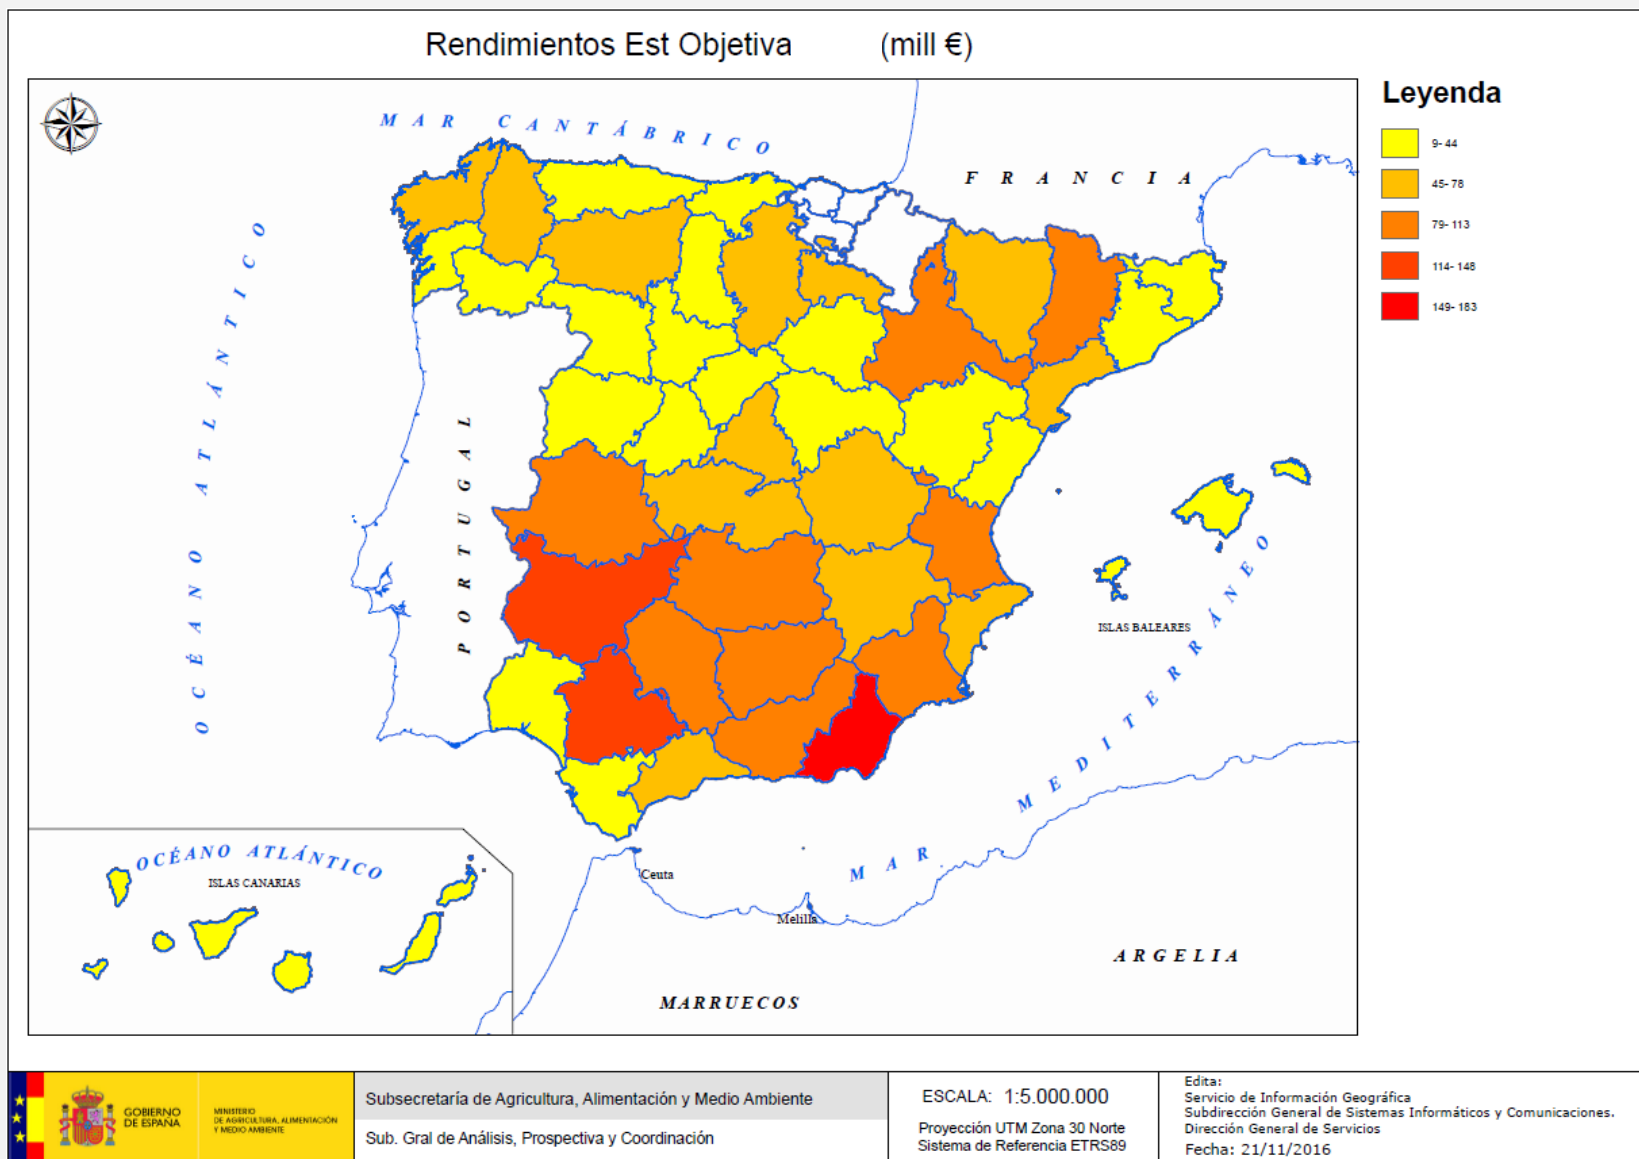 Rendimientos Est Objetiva (mill €)
Leyenda
9- 44
45- 78
79- 113
114- 148
149- 183
MAR CANTÁBRICO
FRANCIA
OCÉANO ATLÁNTICO
PORTUGAL
ISLAS BALEARES
MAR MEDITERRÁNEO
OCÉANO ATLÁNTICO
ISLAS CANARIAS
Ceuta
Melilla
ARGELIA
MARRUECOS
GOBIERNO
DE ESPAÑA
MINISTERIO
DE AGRICULTURA, ALIMENTACIÓN
Y MEDIO AMBIENTE
Subsecretaría de Agricultura, Alimentación y Medio Ambiente
Sub. Gral de Análisis, Prospectiva y Coordinación
ESCALA: 1:5.000.000
Proyección UTM Zona 30 Norte
Sistema de Referencia ETRS89
Edita:
Servicio de Información Geográfica
Subdirección General de Sistemas Informáticos y Comunicaciones.
Dirección General de Servicios
Fecha: 21/11/2016